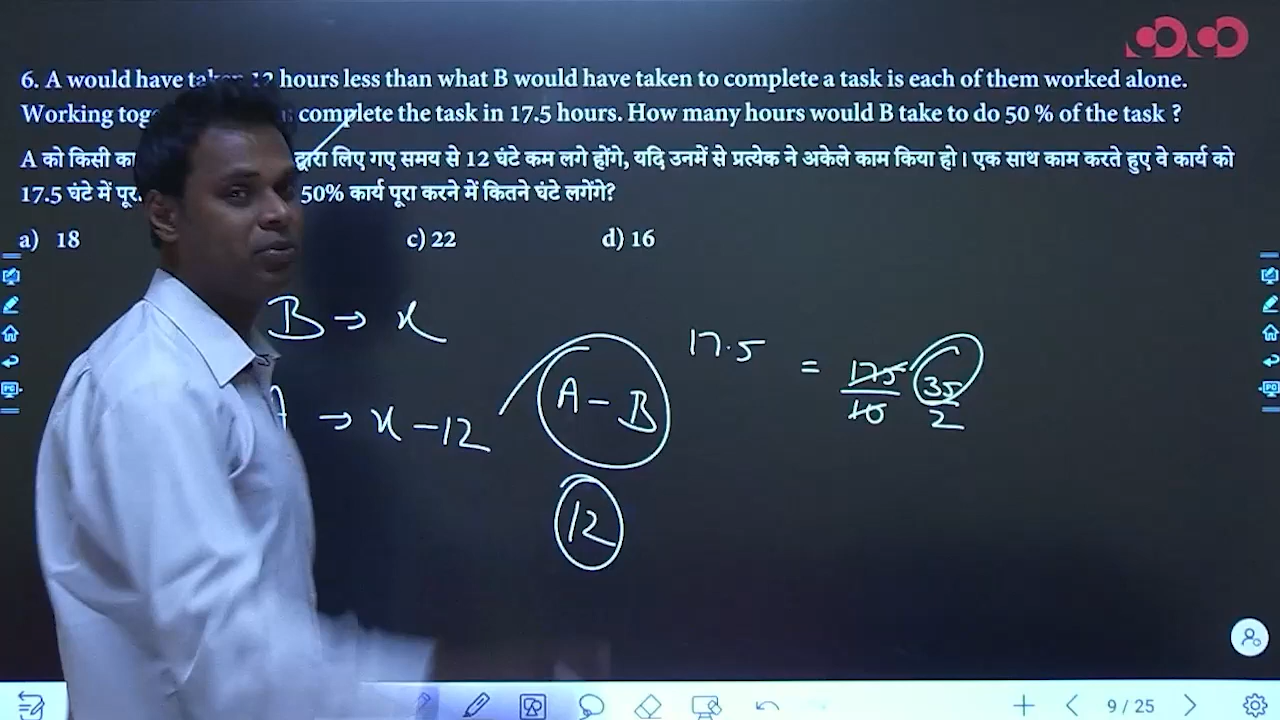 6. A would have taken 12 hours less than what B would have taken to complete a task is each of them worked alone.
Working complete the task in 17.5 hours. How many hours would B take to do 50 % of the task ?
A को किसी द्वारा लिए गए समय से 12 घंटे कम लगे होंगे, यदि उनमें से प्रत्येक ने अकेले काम किया हो। एक साथ काम करते हुए वे कार्य को
17.5 घंटे में 50% कार्य पूरा करने में कितने घंटे लगेंगे?
a) 18 c) 22 d) 16
B → x
A → x - 12
A - B
12
17.5 = 175/10 35/2
9 / 25